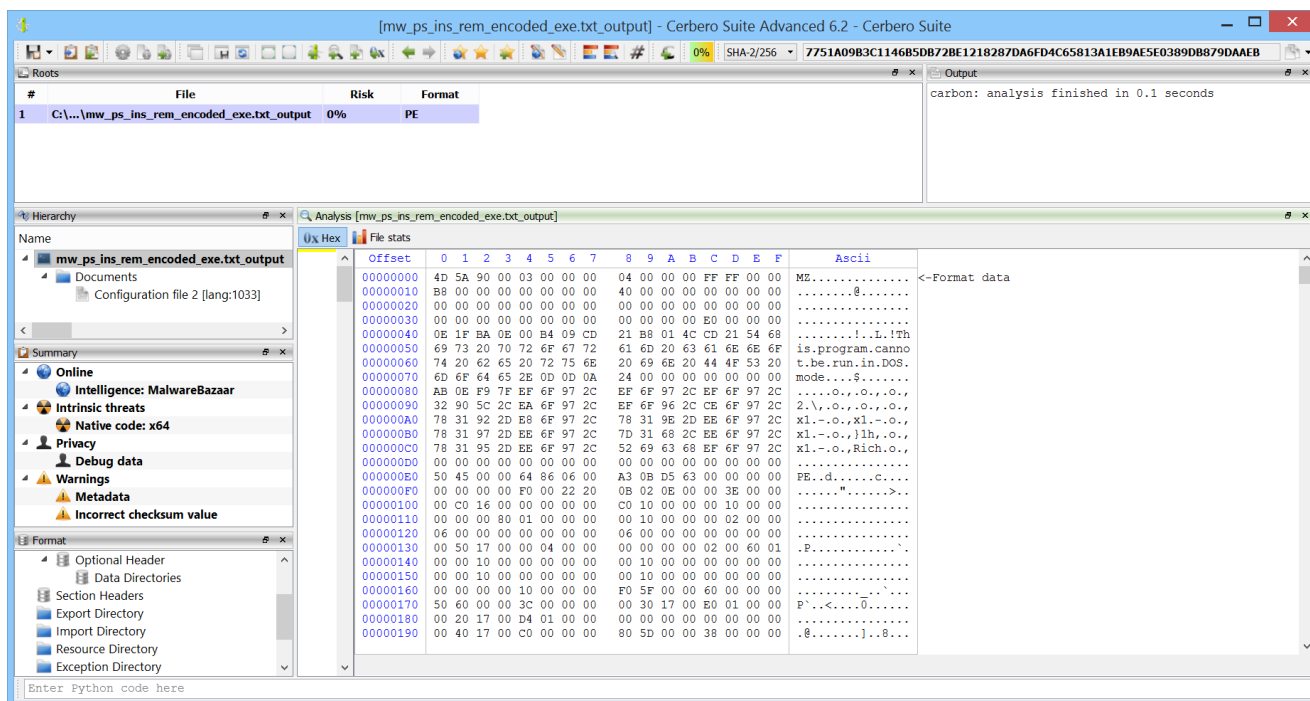 [mw_ps_ins_rem_encoded_exe.txt_output] - Cerbero Suite Advanced 6.2 - Cerbero Suite
0x 0% SHA-2/256 7751A09B3C1146B5DB72BE1218287DA6FD4C65813A1EB9AE5E0389DB879DAAEB
Roots
# File Risk Format
1 C:\...\mw_ps_ins_rem_encoded_exe.txt_output 0% PE
Output
carbon: analysis finished in 0.1 seconds
Hierarchy
Name
mw_ps_ins_rem_encoded_exe.txt_output
Documents
Configuration file 2 [lang:1033]
Summary
Online
Intelligence: MalwareBazaar
Intrinsic threats
Native code: x64
Privacy
Debug data
Warnings
Metadata
Incorrect checksum value
Format
Optional Header
Data Directories
Section Headers
Export Directory
Import Directory
Resource Directory
Exception Directory
Analysis [mw_ps_ins_rem_encoded_exe.txt_output]
0x Hex File stats
Offset 0 1 2 3 4 5 6 7 8 9 A B C D E F Ascii
00000000 4D 5A 90 00 03 00 00 00 04 00 00 00 FF FF 00 00 MZ.............. <-Format data
00000010 B8 00 00 00 00 00 00 00 40 00 00 00 00 00 00 00 ........@.......
00000020 00 00 00 00 00 00 00 00 00 00 00 00 00 00 00 00 ................
00000030 00 00 00 00 00 00 00 00 00 00 00 00 E0 00 00 00 ................
00000040 0E 1F BA 0E 00 B4 09 CD 21 B8 01 4C CD 21 54 68 ........!..L.!Th
00000050 69 73 20 70 72 6F 67 72 61 6D 20 63 61 6E 6E 6F is.program.canno
00000060 74 20 62 65 20 72 75 6E 20 69 6E 20 44 4F 53 20 t.be.run.in.DOS.
00000070 6D 6F 64 65 2E 0D 0D 0A 24 00 00 00 00 00 00 00 mode....$.......
00000080 AB 0E F9 7F EF 6F 97 2C EF 6F 97 2C EF 6F 97 2C .....o.,.o.,.o.,
00000090 32 90 5C 2C EA 6F 97 2C EF 6F 96 2C CE 6F 97 2C 2.\,.o.,.o.,.o.,
000000A0 78 31 92 2D E8 6F 97 2C 78 31 9E 2D EE 6F 97 2C x1.-.o.,x1.-.o.,
000000B0 78 31 97 2D EE 6F 97 2C 7D 31 68 2C EE 6F 97 2C x1.-.o.,}1h,.o.,
000000C0 78 31 95 2D EE 6F 97 2C 52 69 63 68 EF 6F 97 2C x1.-.o.,Rich.o.,
000000D0 00 00 00 00 00 00 00 00 00 00 00 00 00 00 00 00 ................
000000E0 50 45 00 00 64 86 06 00 A3 0B D5 63 00 00 00 00 PE..d......c....
000000F0 00 00 00 00 F0 00 22 20 0B 02 0E 00 00 3E 00 00 ......".......>..
00000100 00 C0 16 00 00 00 00 00 C0 10 00 00 00 10 00 00 ................
00000110 00 00 00 80 01 00 00 00 00 10 00 00 00 02 00 00 ................
00000120 06 00 00 00 00 00 00 00 06 00 00 00 00 00 00 00 ................
00000130 00 50 17 00 00 04 00 00 00 00 00 00 02 00 60 01 .P............`.
00000140 00 00 10 00 00 00 00 00 00 10 00 00 00 00 00 00 ................
00000150 00 00 10 00 00 00 00 00 00 10 00 00 00 00 00 00 ................
00000160 00 00 00 00 10 00 00 00 F0 5F 00 00 60 00 00 00 ........._..`...
00000170 50 60 00 00 3C 00 00 00 00 30 17 00 E0 01 00 00 P`..<....0......
00000180 00 20 17 00 D4 01 00 00 00 00 00 00 00 00 00 00 ................
00000190 00 40 17 00 C0 00 00 00 80 5D 00 00 38 00 00 00 .@.......]..8...
Enter Python code here